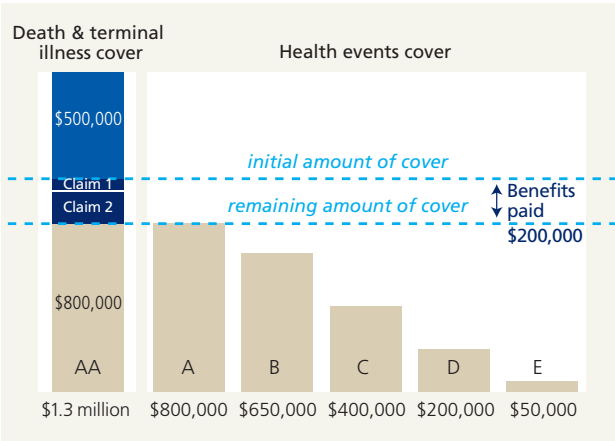 Death & terminal
illness cover
Health events cover
$500,000
initial amount of cover
Claim 1
Claim 2
remaining amount of cover
Benefits
paid
$200,000
$800,000
AA A B C D E
$1.3 million $800,000 $650,000 $400,000 $200,000 $50,000